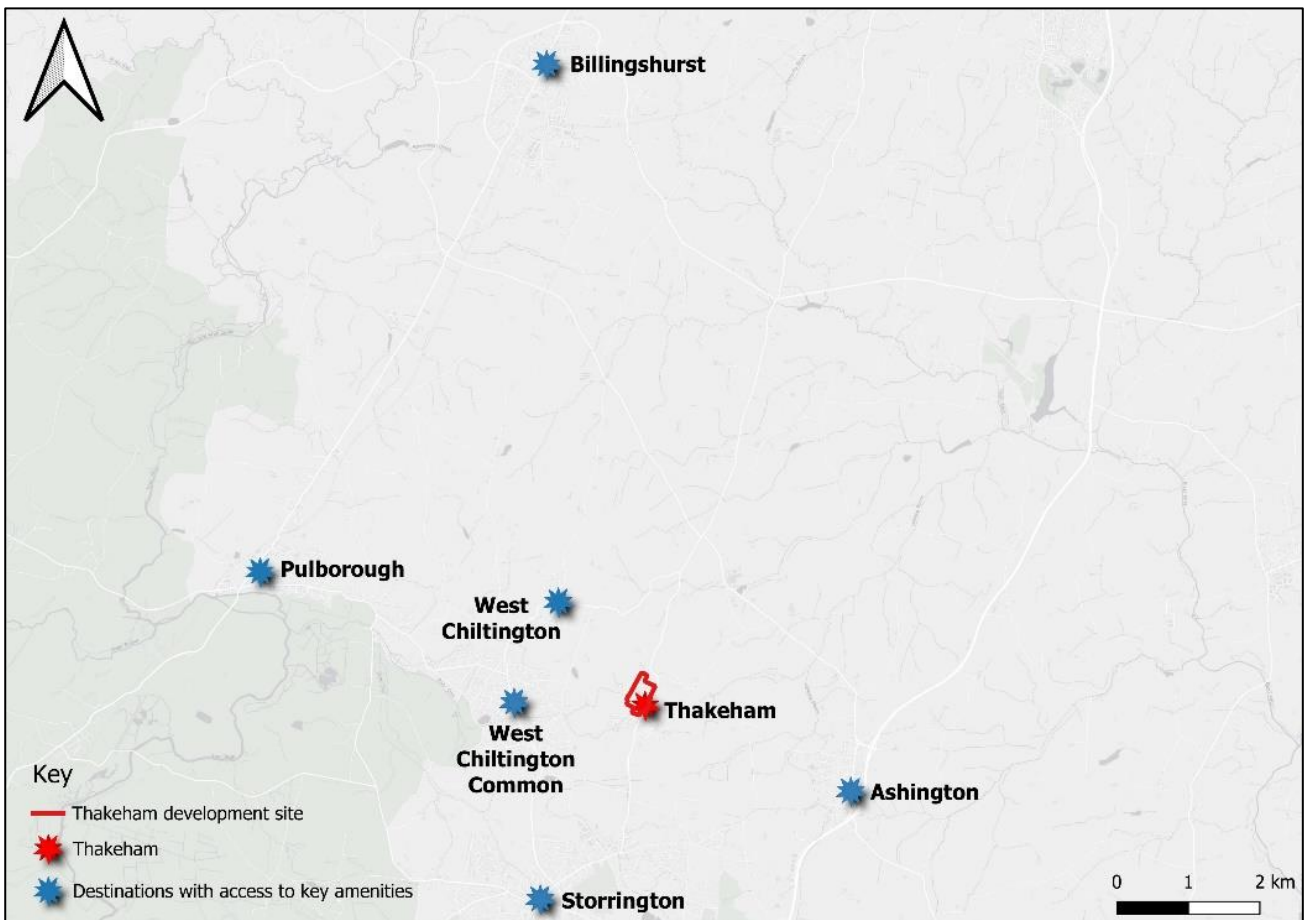 Billingshurst
Pulborough
West
Chiltington
Thakeham
West
Chiltington
Common
Ashington
Storrington
Key
Thakeham development site
Thakeham
Destinations with access to key amenities
0 1 2 km